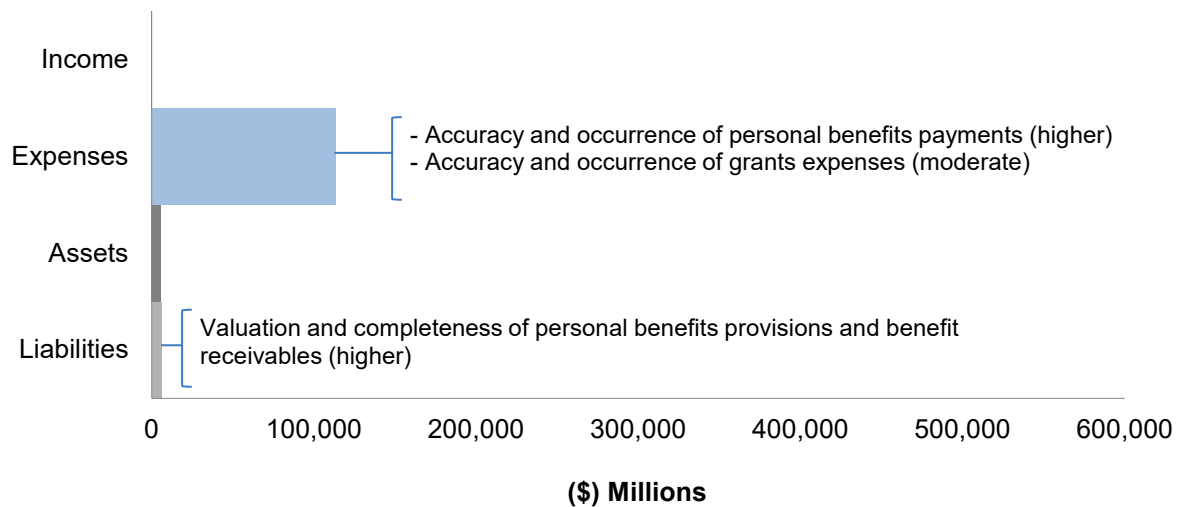 Income
Expenses
- Accuracy and occurrence of personal benefits payments (higher)
- Accuracy and occurrence of grants expenses (moderate)
Assets
Liabilities
Valuation and completeness of personal benefits provisions and benefit
receivables (higher)
0 100,000 200,000 300,000 400,000 500,000 600,000
($) Millions